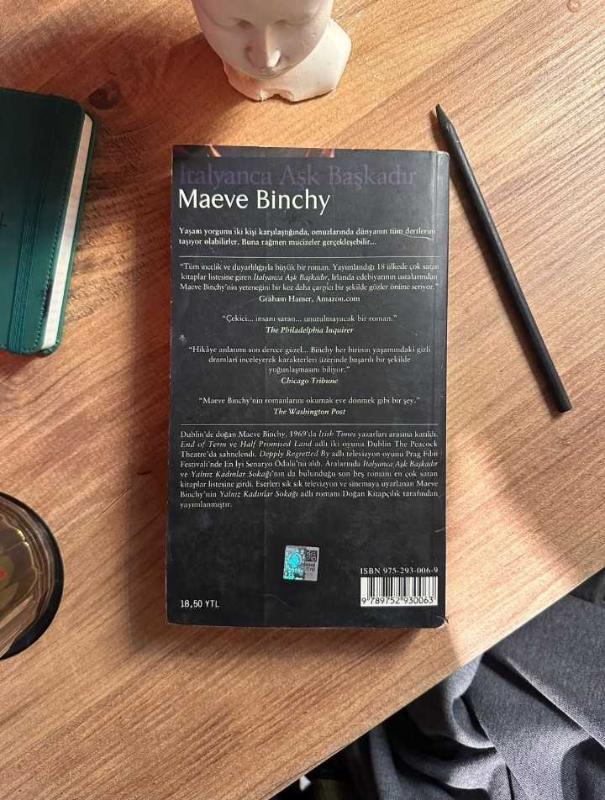 İtalyanca Aşk Başkadır
Maeve Binchy
Yaşam yorgunu iki kişi karşılaştığında, omuzlarında dünyanın tüm dertlerini
taşıyor olabilirler. Buna rağmen mucizeler gerçekleşebilir...
"Tüm incelik ve duyarlığıyla büyük bir roman. Yayımlandığı 18 ülkede çok satan
kitaplar listesine giren İtalyanca Aşk Başkadır, İrlanda edebiyatının ustalarından
Maeve Binchy'nin yeteneğini bir kez daha çarpıcı bir şekilde gözler önüne seriyor."
Graham Hamer, Amazon.com
"Çekici... insanı saran... unutulmayacak bir roman."
The Philadelphia Inquirer
"Hikâye anlatımı son derece güzel... Binchy her birinin yaşamındaki gizli
dramları inceleyerek karakterleri üzerinde başarılı bir şekilde
yoğunlaşmasını biliyor."
Chicago Tribune
"Maeve Binchy'nin romanlarını okumak eve dönmek gibi bir şey."
The Washington Post
Dublin'de doğan Maeve Binchy, 1969'da Irish Times yazarları arasına katıldı.
End of Term ve Half Promised Land adlı iki oyunu Dublin The Peacock
Theatre'da sahnelendi. Depply Regretted By adlı televizyon oyunu Prag Film
Festivali'nde En İyi Senaryo Ödülü'nü aldı. Aralarında İtalyanca Aşk Başkadır
ve Yalnız Kadınlar Sokağı'nın da bulunduğu son beş romanı en çok satan
kitaplar listesine girdi. Eserleri sık sık televizyon ve sinemaya uyarlanan Maeve
Binchy'nin Yalnız Kadınlar Sokağı adlı romanı Doğan Kitapçılık tarafından
yayımlanmıştır.
ISBN 975-293-006-9
9 789752 930063
18,50 YTL